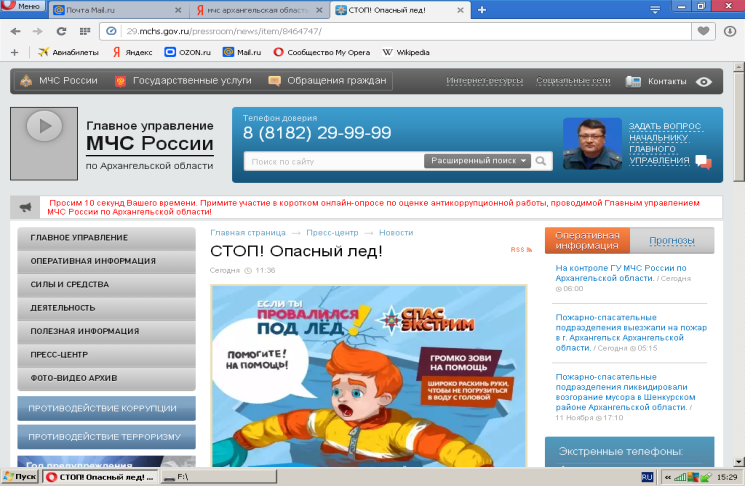 Меню
Почта Mail.ru
мчс архангельская област
СТОП! Опасный лед!
29.mchs.gov.ru/pressroom/news/item/8464747/
Авиабилеты
Яндекс
OZON.ru
Mail.ru
Сообщество My Opera
Wikipedia
МЧС России
Государственные услуги
Обращения граждан
Интернет-ресурсы
Социальные сети
Контакты
Главное управление
МЧС России
по Архангельской области
Телефон доверия
8 (8182) 29-99-99
Поиск по сайту
Расширенный поиск
ЗАДАТЬ ВОПРОС
НАЧАЛЬНИКУ
ГЛАВНОГО
УПРАВЛЕНИЯ
Просим 10 секунд Вашего времени. Примите участие в коротком онлайн-опросе по оценке антикоррупционной работы, проводимой Главным управлением
МЧС России по Архангельской области!
ГЛАВНОЕ УПРАВЛЕНИЕ
ОПЕРАТИВНАЯ ИНФОРМАЦИЯ
СИЛЫ И СРЕДСТВА
ДЕЯТЕЛЬНОСТЬ
ПОЛЕЗНАЯ ИНФОРМАЦИЯ
ПРЕСС-ЦЕНТР
ФОТО-ВИДЕО АРХИВ
ПРОТИВОДЕЙСТВИЕ КОРРУПЦИИ
ПРОТИВОДЕЙСТВИЕ ТЕРРОРИЗМУ
Год предупреждения
Главная страница → Пресс-центр → Новости
СТОП! Опасный лед!
RSS
Сегодня 11:36
ЕСЛИ ТЫ
ПРОВАЛИЛСЯ
ПОД ЛЁД!
СПАС
ЭКСТРИМ
ПОМОГИТЕ!
НА ПОМОЩЬ!
ГРОМКО ЗОВИ
НА ПОМОЩЬ
ШИРОКО РАСКИНЬ РУКИ,
ЧТОБЫ НЕ ПОГРУЗИТЬСЯ
В ВОДУ С ГОЛОВОЙ
Оперативная
информация
Прогнозы
На контроле ГУ МЧС России по
Архангельской области. / Сегодня
06:00
Пожарно-спасательные
подразделения выезжали на пожар
в г. Архангельск Архангельской
области. / Сегодня 05:15
Пожарно-спасательные
подразделения ликвидировали
возгорание мусора в Шенкурском
районе Архангельской области. /
11 Ноября 17:10
Экстренные телефоны:
Пуск
СТОП! Опасный лед! ...
F:\
RU
15:29